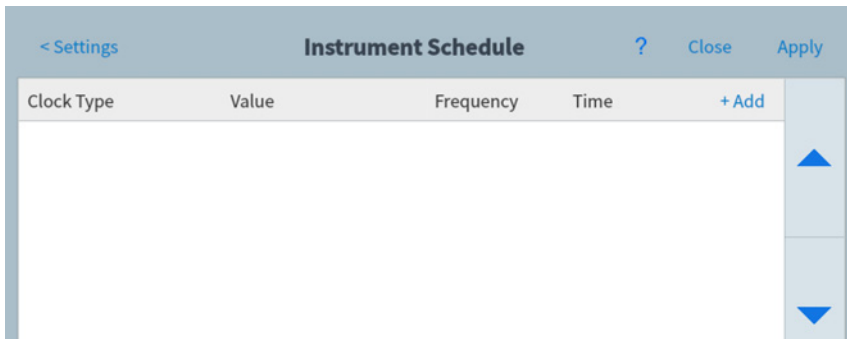 < Settings Instrument Schedule ? Close Apply
Clock Type Value Frequency Time + Add